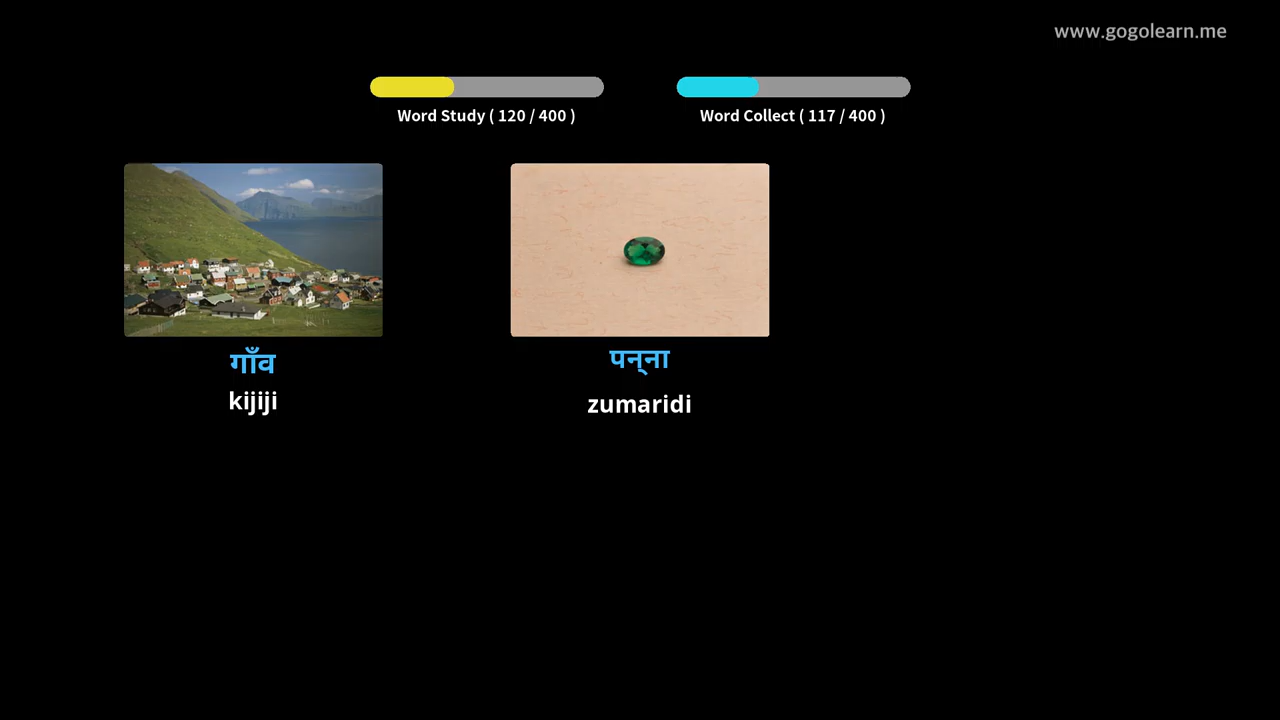 www.gogolearn.me
Word Study ( 120 / 400 )
Word Collect ( 117 / 400 )
गाँव
kijiji
पन्‌ना
zumaridi